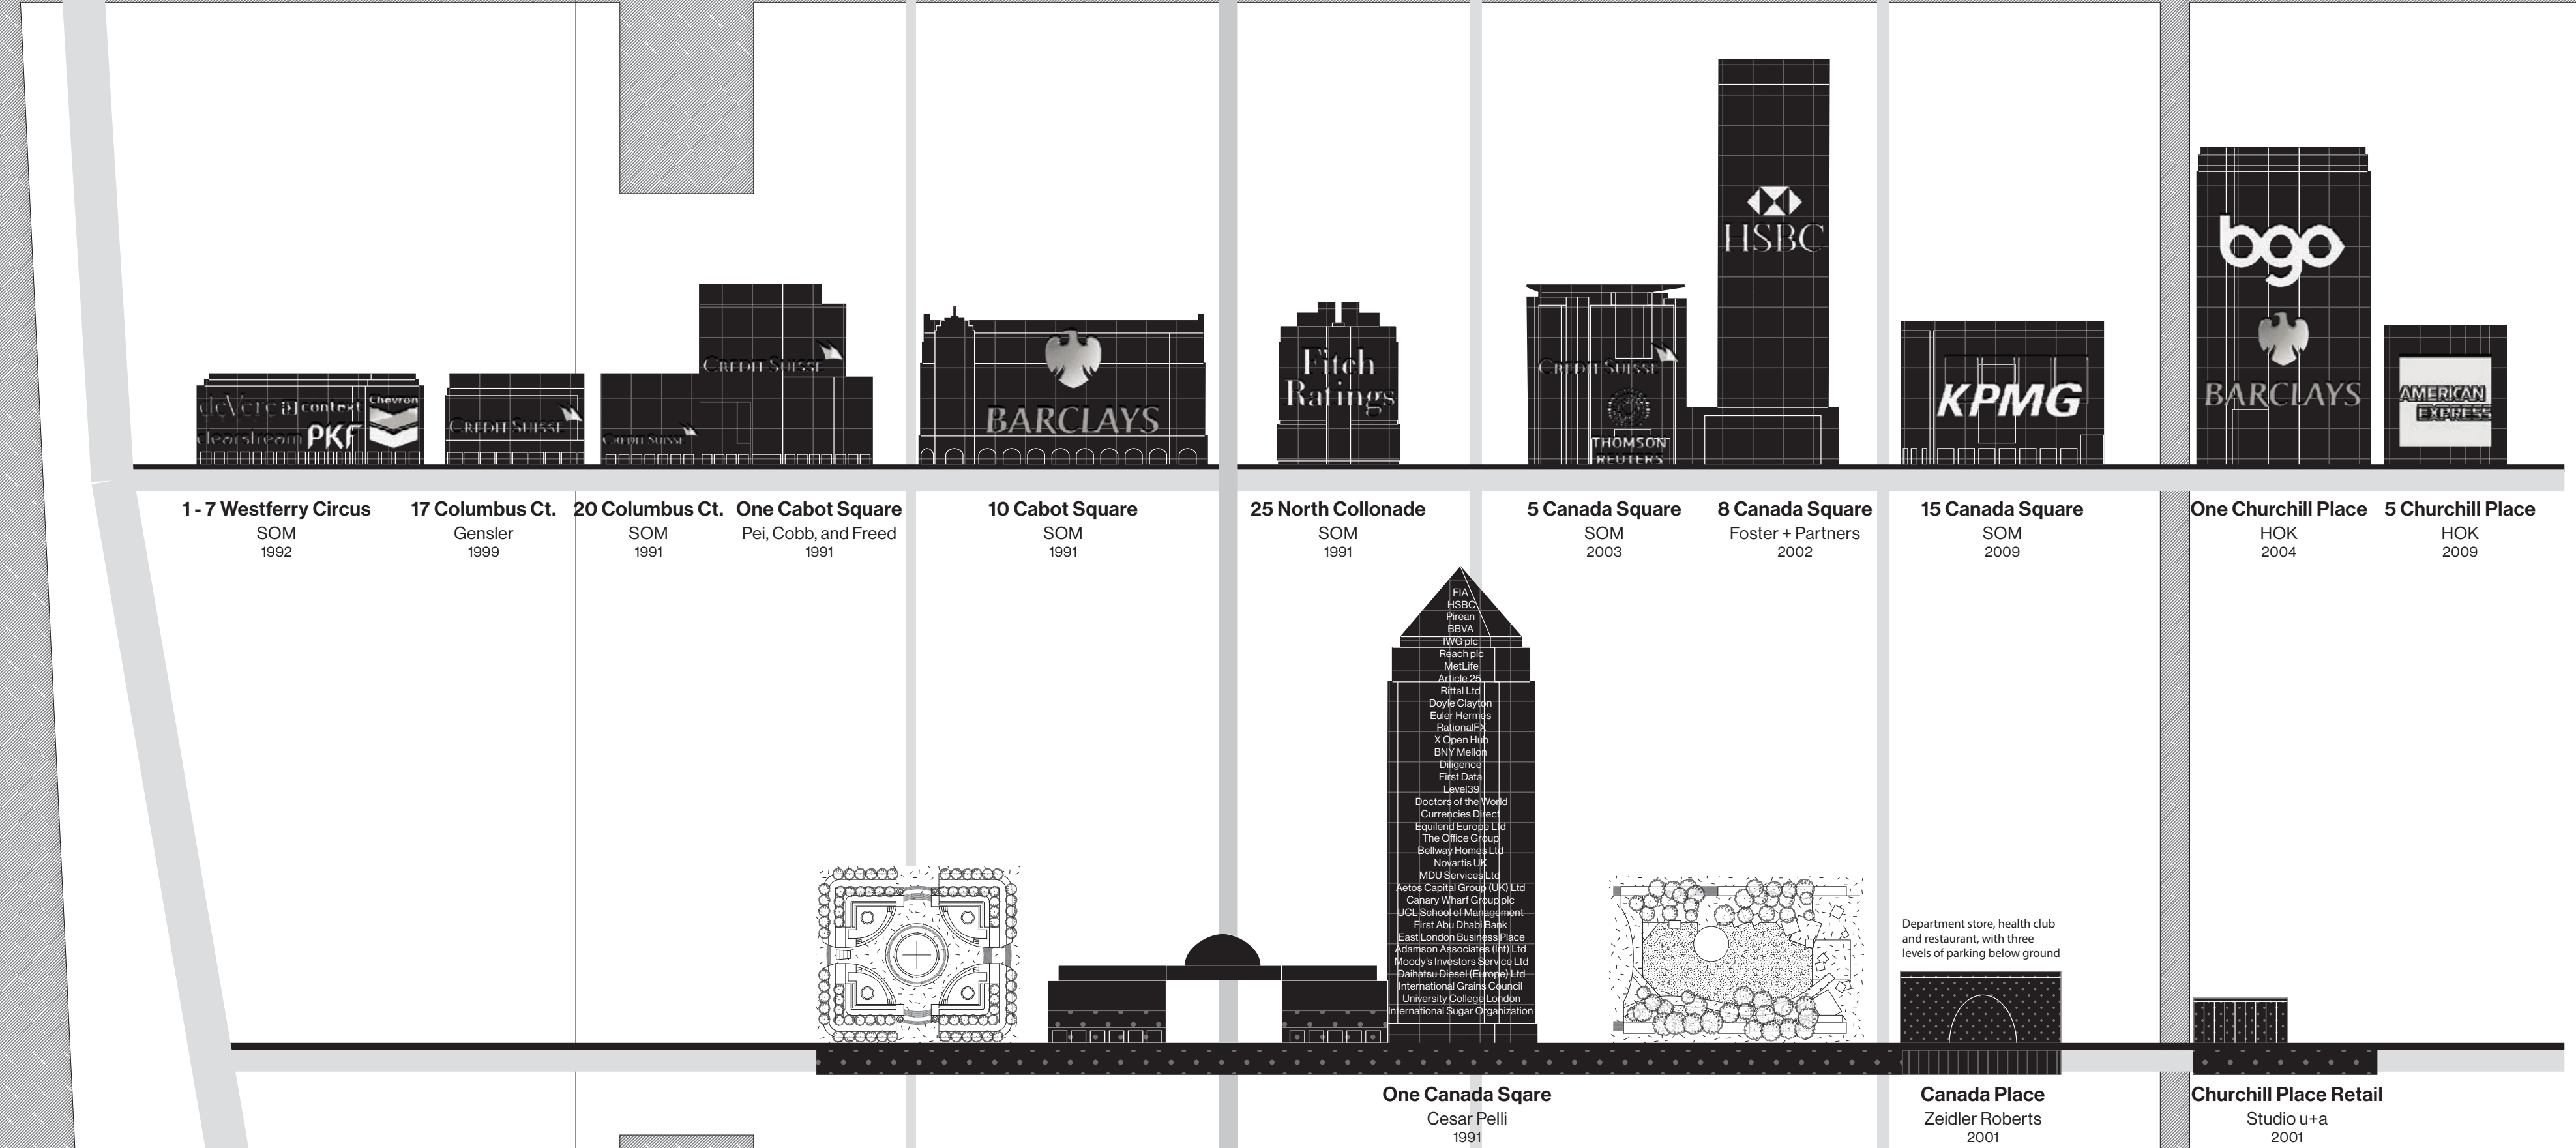 deVere
context
Chevron
clearstream
PKF
CREDIT SUISSE
CREDIT SUISSE
CREDIT SUISSE
BARCLAYS
Fitch
Ratings
CREDIT SUISSE
THOMSON
REUTERS
HSBC
KPMG
bgo
BARCLAYS
AMERICAN
EXPRESS
1 - 7 Westferry Circus
SOM
1992
17 Columbus Ct.
Gensler
1999
20 Columbus Ct.
SOM
1991
One Cabot Square
Pei, Cobb, and Freed
1991
10 Cabot Square
SOM
1991
25 North Collonade
SOM
1991
5 Canada Square
SOM
2003
8 Canada Square
Foster + Partners
2002
15 Canada Square
SOM
2009
One Churchill Place
HOK
2004
5 Churchill Place
HOK
2009
FIA
HSBC
Pirean
BBVA
IWG plc
Reach plc
MetLife
Article 25
Rittal Ltd
Doyle Clayton
Euler Hermes
RationalFX
X Open Hub
BNY Mellon
Diligence
First Data
Level39
Doctors of the World
Currencies Direct
Equilend Europe Ltd
The Office Group
Bellway Homes Ltd
Novartis UK
MDU Services Ltd
Aetos Capital Group (UK) Ltd
Canary Wharf Group plc
UCL School of Management
First Abu Dhabi Bank
East London Business Place
Adamson Associates (Int) Ltd
Moody's Investors Service Ltd
Daihatsu Diesel (Europe) Ltd
International Grains Council
University College London
International Sugar Organization
Department store, health club
and restaurant, with three
levels of parking below ground
One Canada Sqare
Cesar Pelli
1991
Canada Place
Zeidler Roberts
2001
Churchill Place Retail
Studio u+a
2001